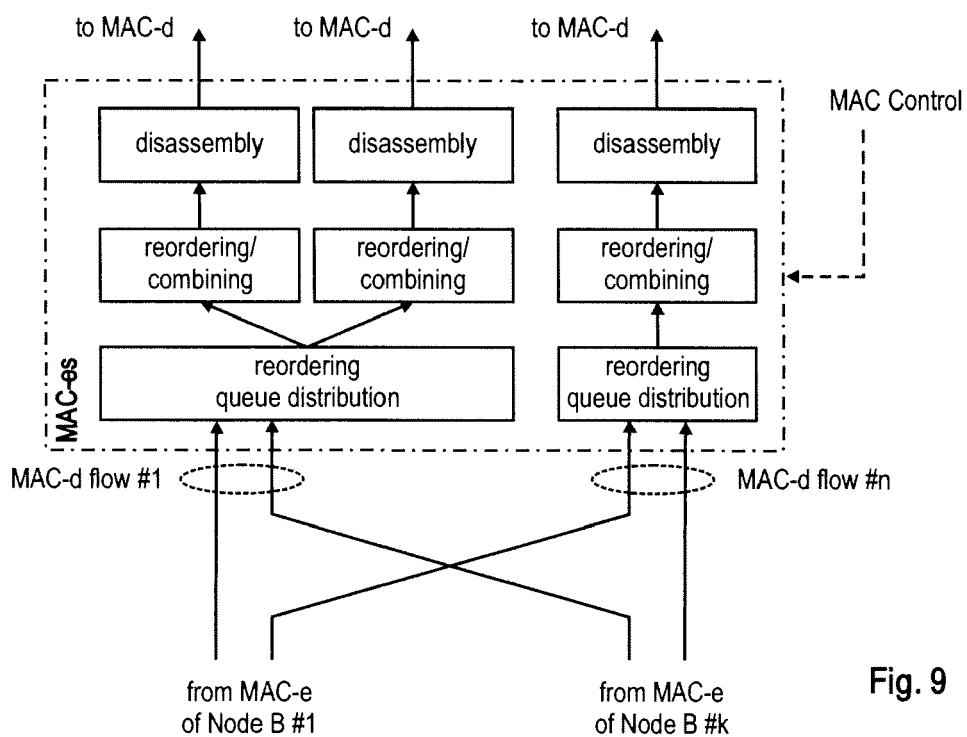 to MAC-d
to MAC-d
to MAC-d
MAC Control
disassembly
disassembly
disassembly
reordering/
combining
reordering/
combining
reordering/
combining
reordering
queue distribution
reordering
queue distribution
MAC-es
MAC-d flow #1
MAC-d flow #n
from MAC-e
of Node B #1
from MAC-e
of Node B #k
Fig. 9